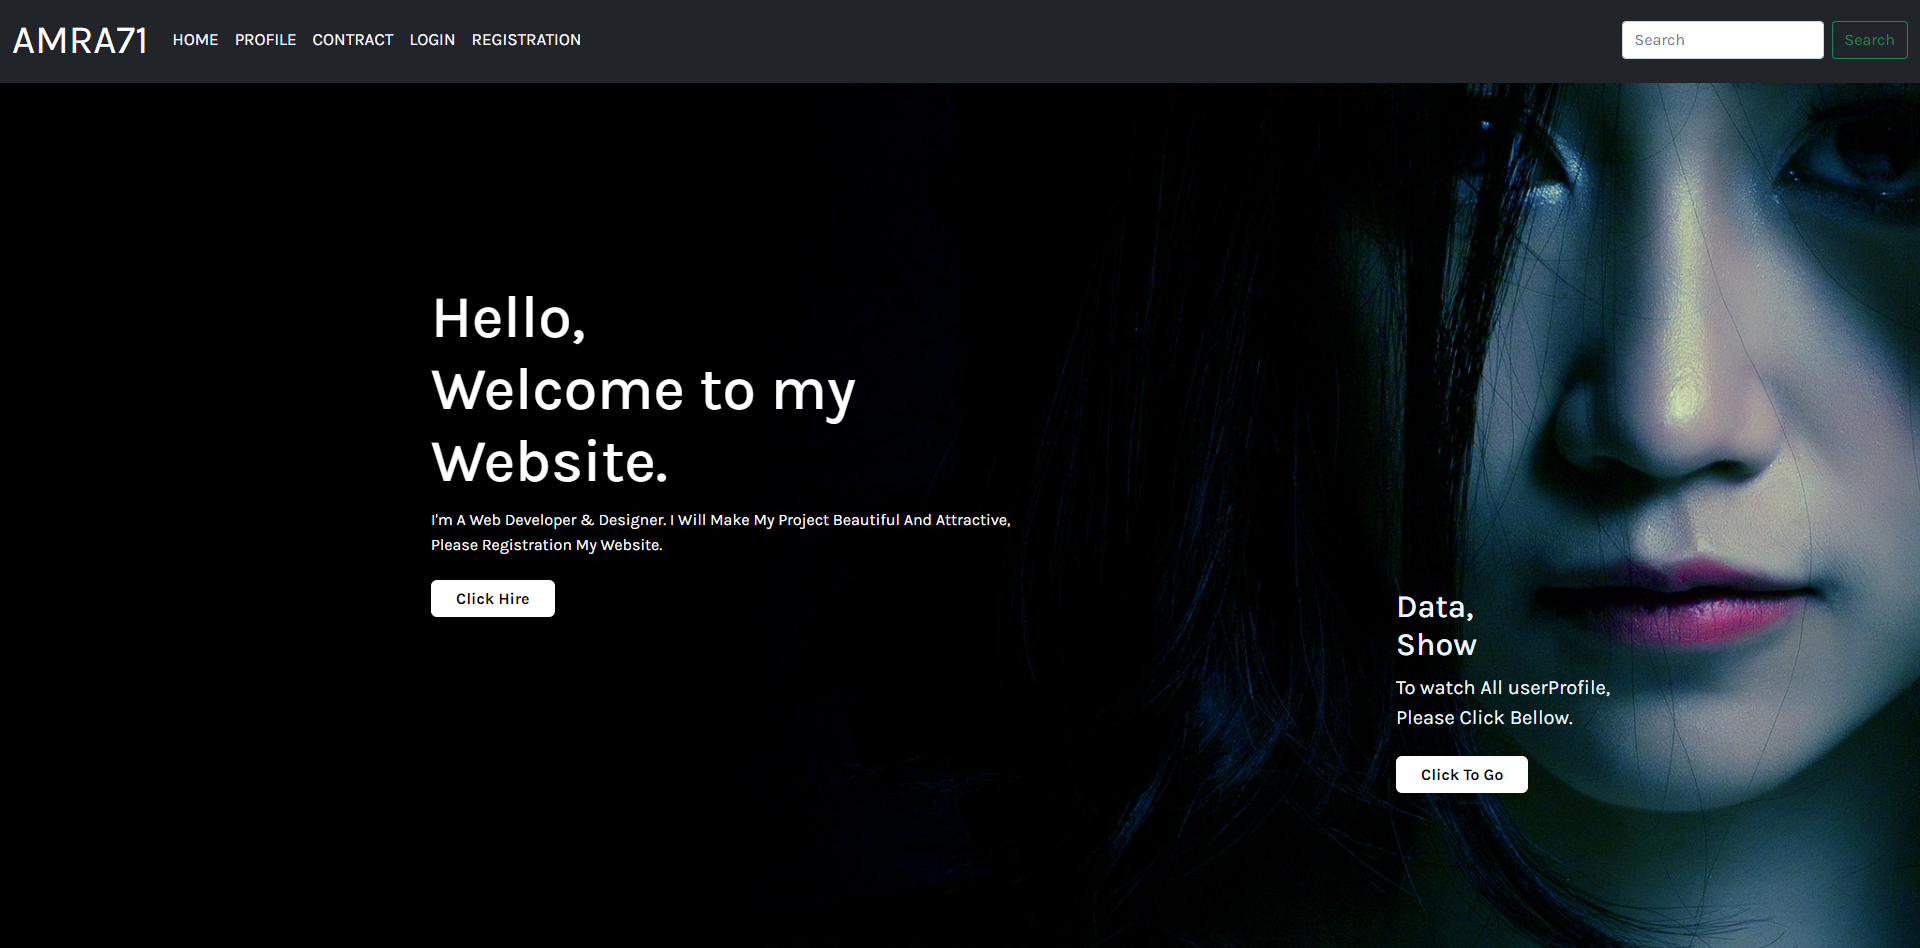 AMRA71 HOME PROFILE CONTRACT LOGIN REGISTRATION Search Search
Hello,
Welcome to my
Website.
I'm A Web Developer & Designer. I Will Make My Project Beautiful And Attractive,
Please Registration My Website.
Click Hire
Data,
Show
To watch All userProfile,
Please Click Bellow.
Click To Go